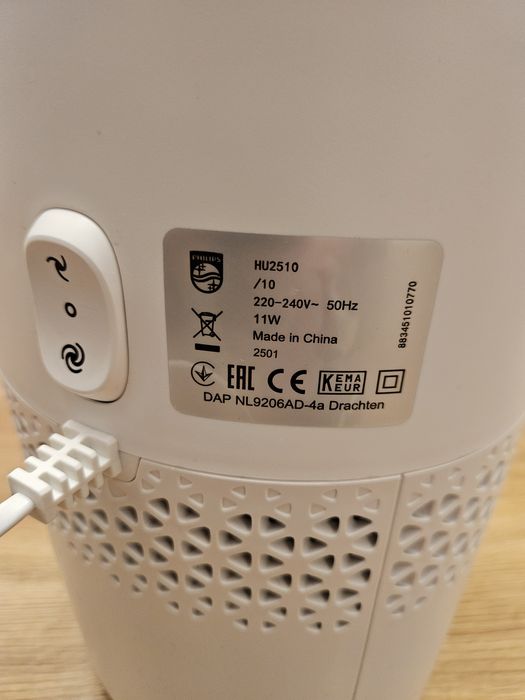 PHILIPS
HU2510
/10
220-240V~ 50Hz
11W
Made in China
2501
883451010770
EAC CE KEMA KEUR
DAP NL9206AD-4a Drachten